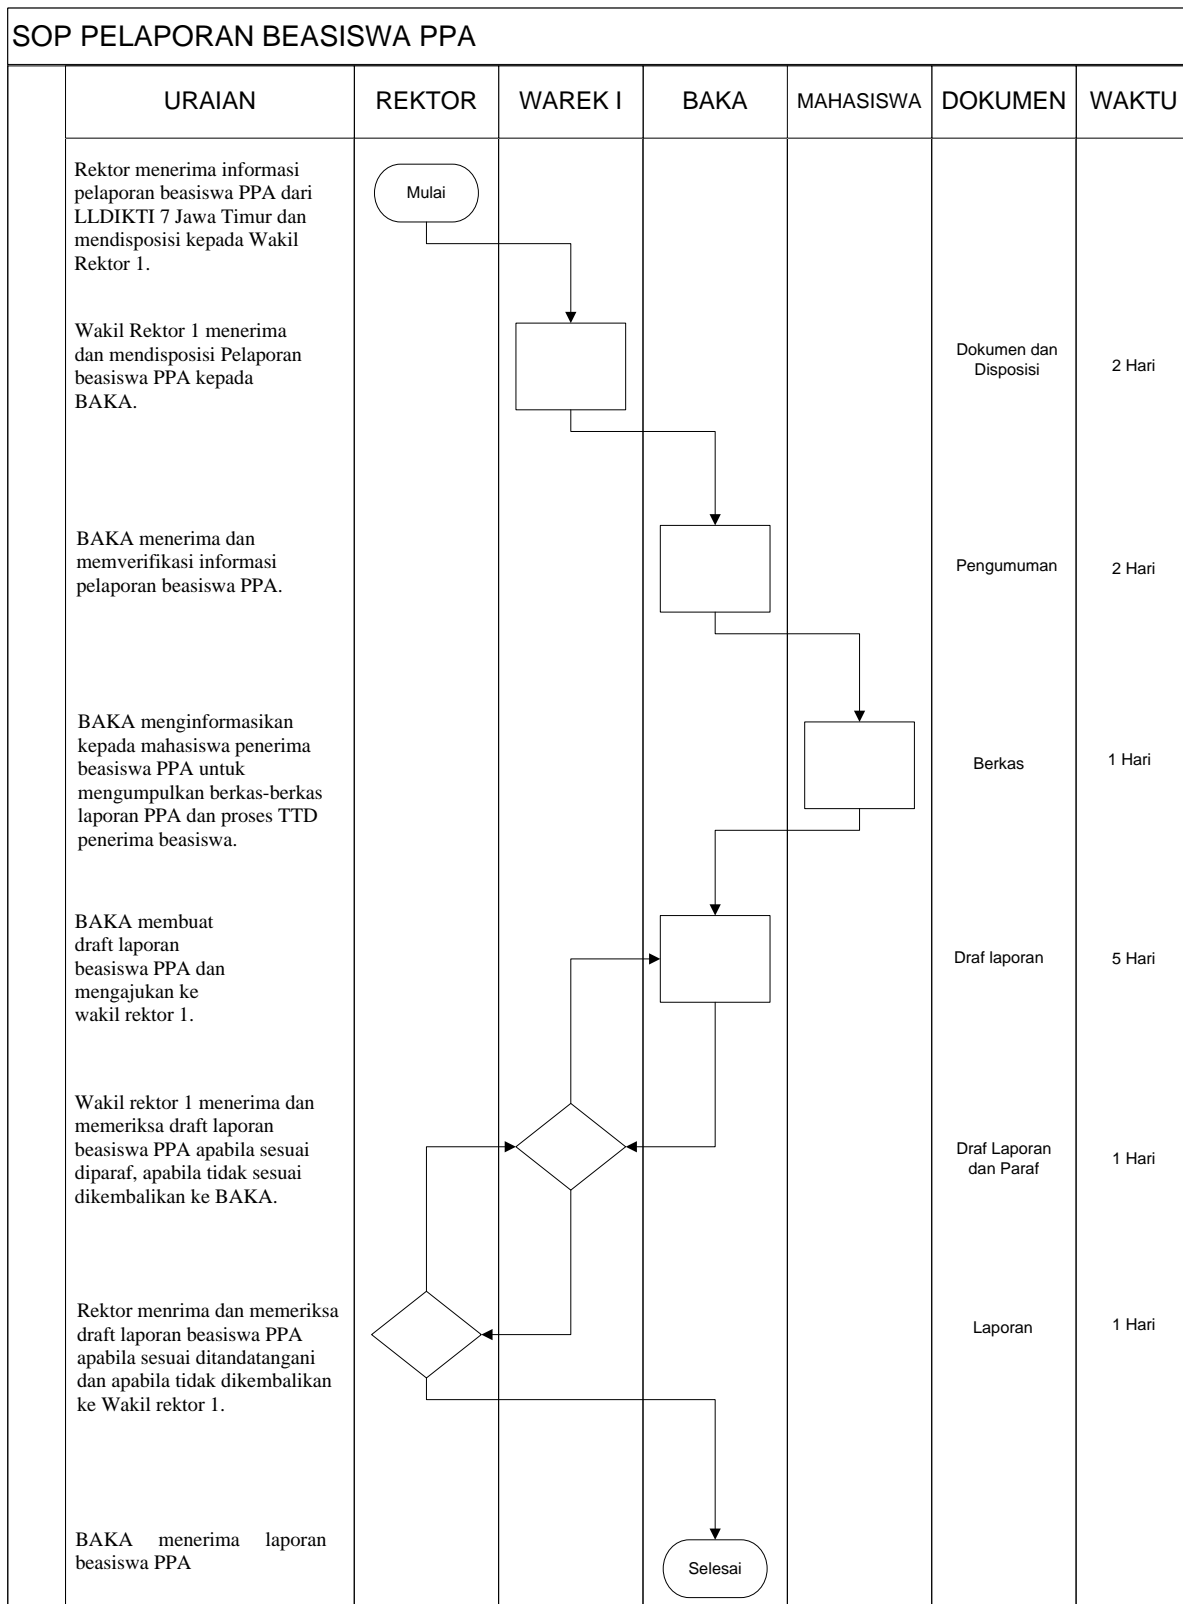 SOP PELAPORAN BEASISWA PPA
URAIAN
REKTOR
WAREK I
BAKA
MAHASISWA
DOKUMEN
WAKTU
Rektor menerima informasi
pelaporan beasiswa PPA dari
LLDIKTI 7 Jawa Timur dan
mendisposisi kepada Wakil
Rektor 1.
Mulai
Wakil Rektor 1 menerima
dan mendisposisi Pelaporan
beasiswa PPA kepada
BAKA.
Dokumen dan
Disposisi
2 Hari
BAKA menerima dan
memverifikasi informasi
pelaporan beasiswa PPA.
Pengumuman
2 Hari
BAKA menginformasikan
kepada mahasiswa penerima
beasiswa PPA untuk
mengumpulkan berkas-berkas
laporan PPA dan proses TTD
penerima beasiswa.
Berkas
1 Hari
BAKA membuat
draft laporan
beasiswa PPA dan
mengajukan ke
wakil rektor 1.
Draf laporan
5 Hari
Wakil rektor 1 menerima dan
memeriksa draft laporan
beasiswa PPA apabila sesuai
diparaf, apabila tidak sesuai
dikembalikan ke BAKA.
Draf Laporan
dan Paraf
1 Hari
Rektor menrima dan memeriksa
draft laporan beasiswa PPA
apabila sesuai ditandatangani
dan apabila tidak dikembalikan
ke Wakil rektor 1.
Laporan
1 Hari
BAKA menerima laporan
beasiswa PPA
Selesai